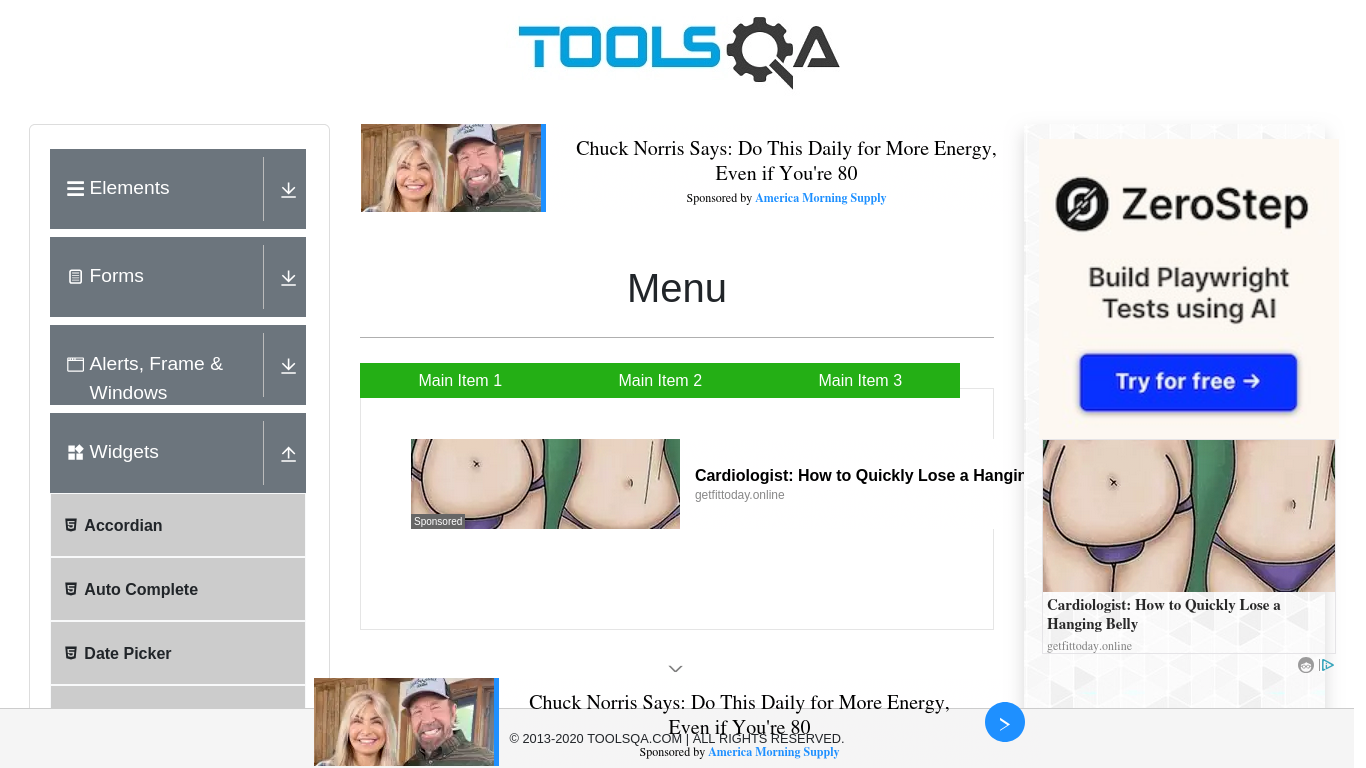 TOOLSQA
Elements
Forms
Alerts, Frame &
Windows
Widgets
Accordian
Auto Complete
Date Picker
Chuck Norris Says: Do This Daily for More Energy,
Even if You're 80
Sponsored by America Morning Supply
Menu
Main Item 1
Main Item 2
Main Item 3
Sponsored
Cardiologist: How to Quickly Lose a Hangin
getfittoday.online
ZeroStep
Build Playwright
Tests using AI
Try for free →
Cardiologist: How to Quickly Lose a
Hanging Belly
getfittoday.online
Chuck Norris Says: Do This Daily for More Energy,
Even if You're 80
© 2013-2020 TOOLSQA.COM | ALL RIGHTS RESERVED.
Sponsored by America Morning Supply